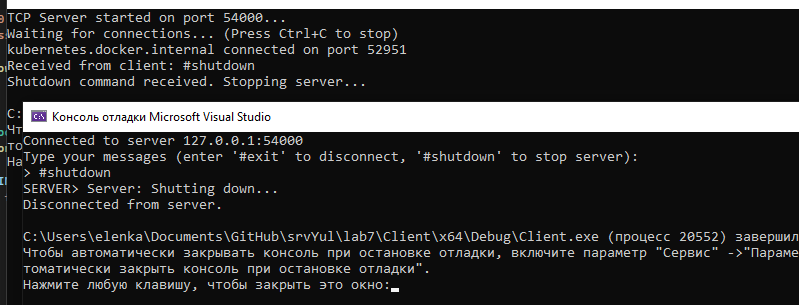 TCP Server started on port 54000...
Waiting for connections... (Press Ctrl+C to stop)
kubernetes.docker.internal connected on port 52951
Received from client: #shutdown
Shutdown command received. Stopping server...
C:
Чт
то
На
Консоль отладки Microsoft Visual Studio
Connected to server 127.0.0.1:54000
Type your messages (enter '#exit' to disconnect, '#shutdown' to stop server):
> #shutdown
SERVER> Server: Shutting down...
Disconnected from server.
C:\Users\elenka\Documents\GitHub\srvYul\lab7\Client\x64\Debug\Client.exe (процесс 20552) завершил
Чтобы автоматически закрывать консоль при остановке отладки, включите параметр "Сервис" ->"Параме
томатически закрыть консоль при остановке отладки".
Нажмите любую клавишу, чтобы закрыть это окно: